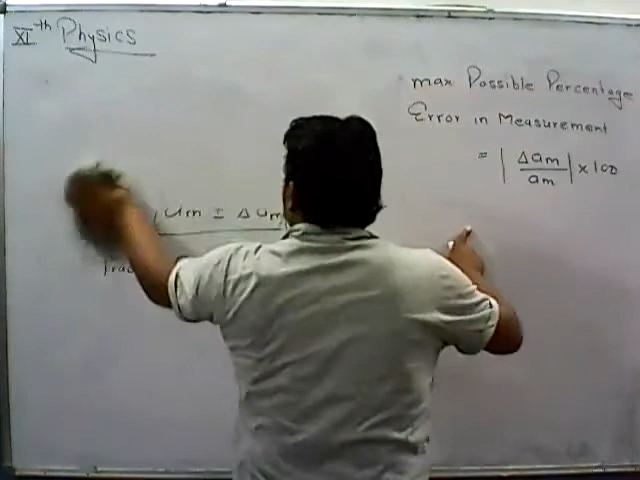 XI th Physics
max Possible Percentage
Error in Measurement
= | Δam / am | × 100
am ± Δam